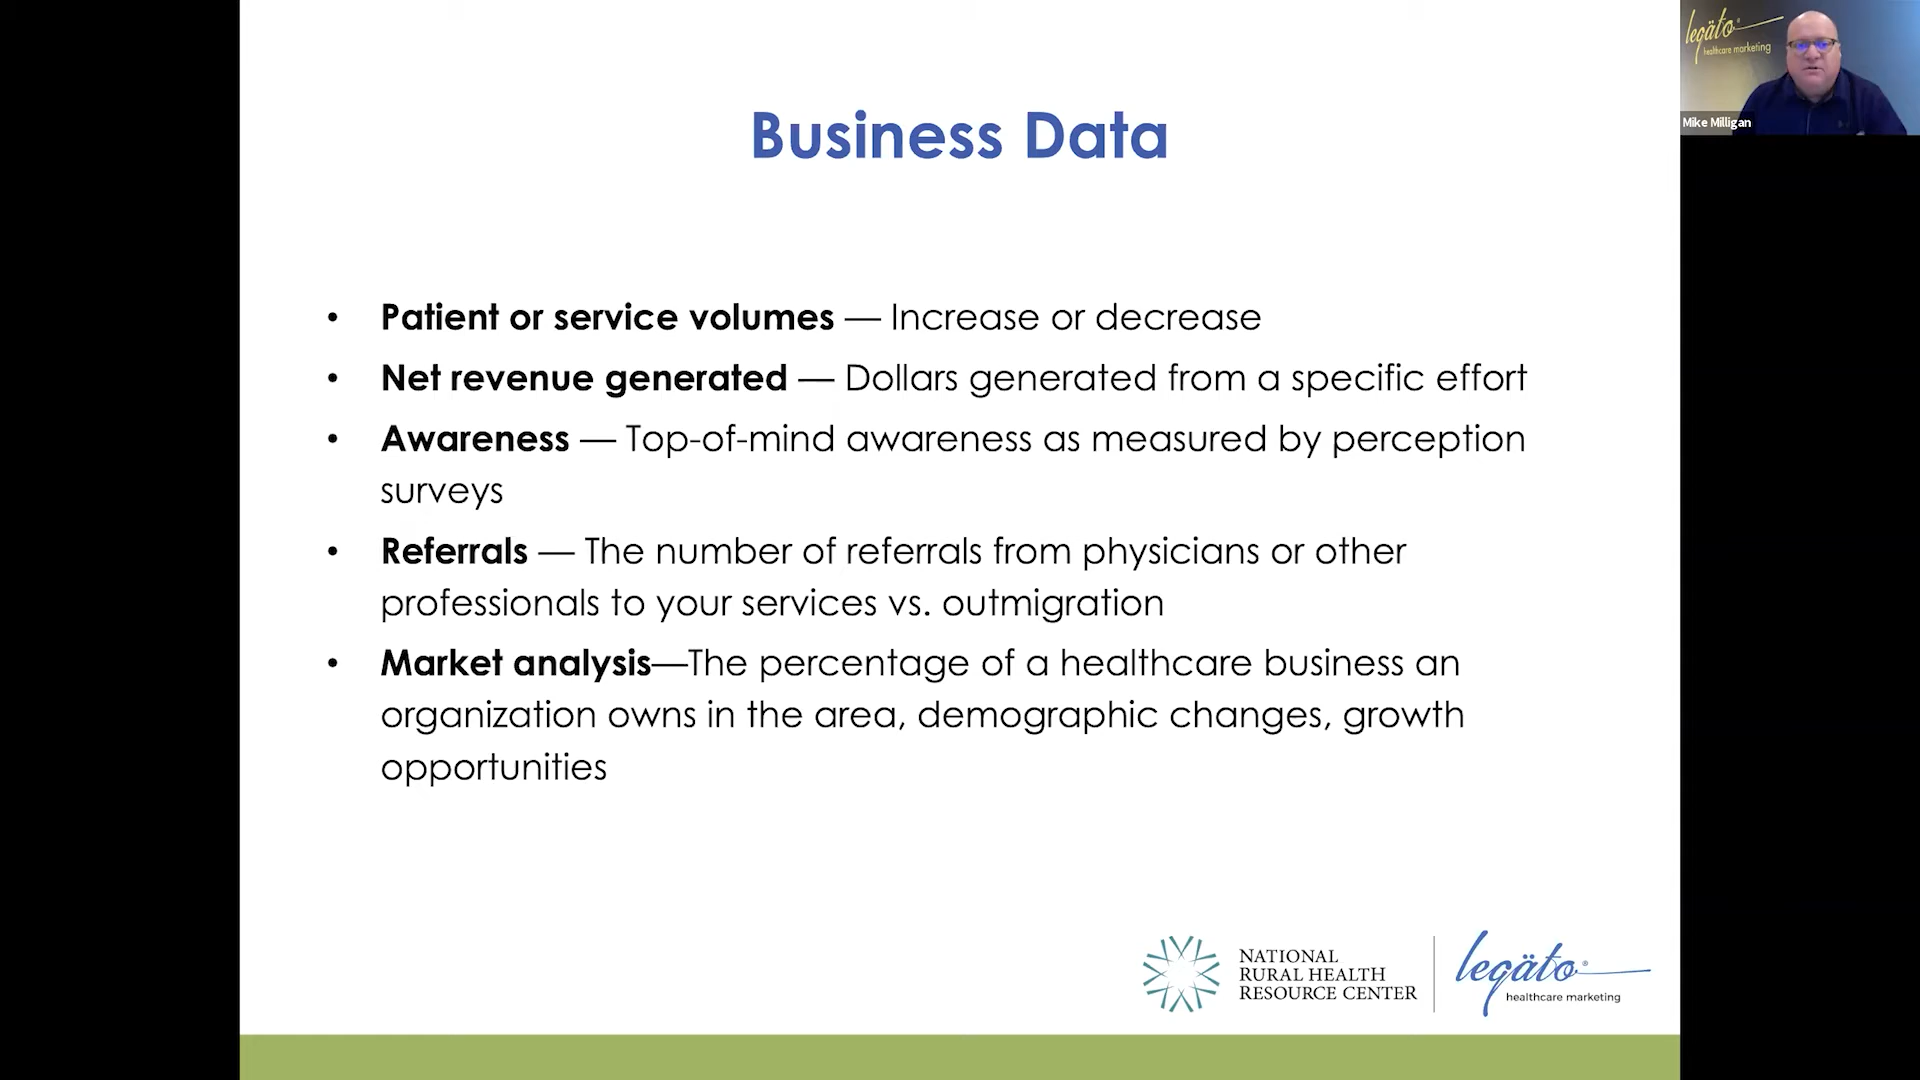 legäto®
healthcare marketing
Mike Milligan
Business Data
• Patient or service volumes — Increase or decrease
• Net revenue generated — Dollars generated from a specific effort
• Awareness — Top-of-mind awareness as measured by perception
surveys
• Referrals — The number of referrals from physicians or other
professionals to your services vs. outmigration
• Market analysis—The percentage of a healthcare business an
organization owns in the area, demographic changes, growth
opportunities
NATIONAL
RURAL HEALTH
RESOURCE CENTER
legäto®
healthcare marketing